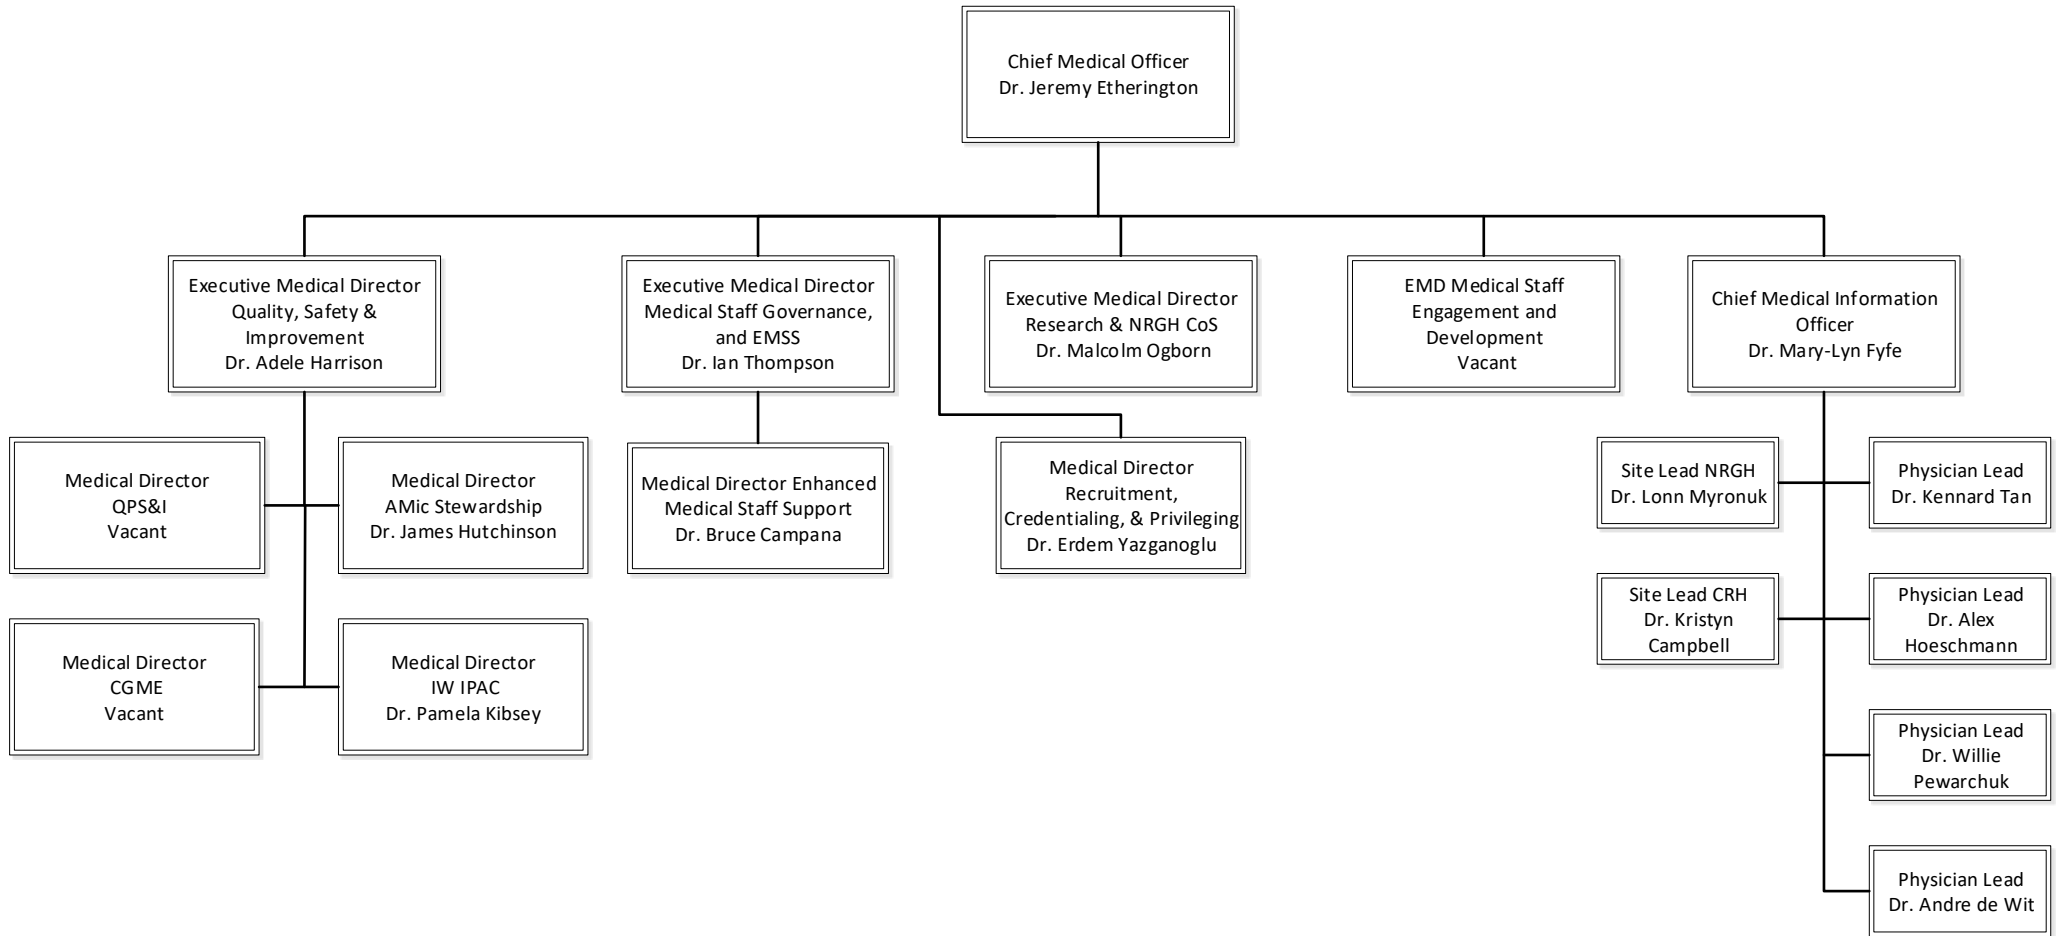 Chief Medical Officer
Dr. Jeremy Etherington
Executive Medical Director
Quality, Safety &
Improvement
Dr. Adele Harrison
Executive Medical Director
Medical Staff Governance,
and EMSS
Dr. Ian Thompson
Executive Medical Director
Research & NRGH CoS
Dr. Malcolm Ogborn
EMD Medical Staff
Engagement and
Development
Vacant
Chief Medical Information
Officer
Dr. Mary-Lyn Fyfe
Medical Director
QPS&I
Vacant
Medical Director
AMic Stewardship
Dr. James Hutchinson
Medical Director Enhanced
Medical Staff Support
Dr. Bruce Campana
Medical Director
Recruitment,
Credentialing, & Privileging
Dr. Erdem Yazganoglu
Site Lead NRGH
Dr. Lonn Myronuk
Physician Lead
Dr. Kennard Tan
Site Lead CRH
Dr. Kristyn
Campbell
Physician Lead
Dr. Alex
Hoeschmann
Medical Director
CGME
Vacant
Medical Director
IW IPAC
Dr. Pamela Kibsey
Physician Lead
Dr. Willie
Pewarchuk
Physician Lead
Dr. Andre de Wit